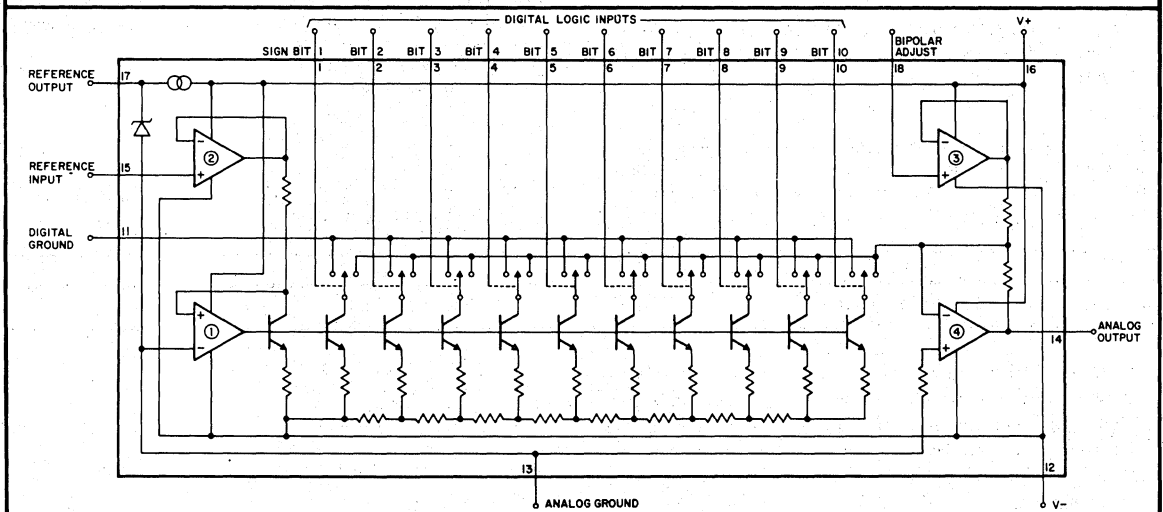 DIGITAL LOGIC INPUTS
V+
SIGN BIT 1 BIT 2 BIT 3 BIT 4 BIT 5 BIT 6 BIT 7 BIT 8 BIT 9 BIT 10
BIPOLAR
ADJUST
1 2 3 4 5 6 7 8 9 10 18 16
REFERENCE
OUTPUT
17
2
3
REFERENCE
INPUT
15
DIGITAL
GROUND
11
1
4
14
ANALOG
OUTPUT
13
12
ANALOG GROUND
V-